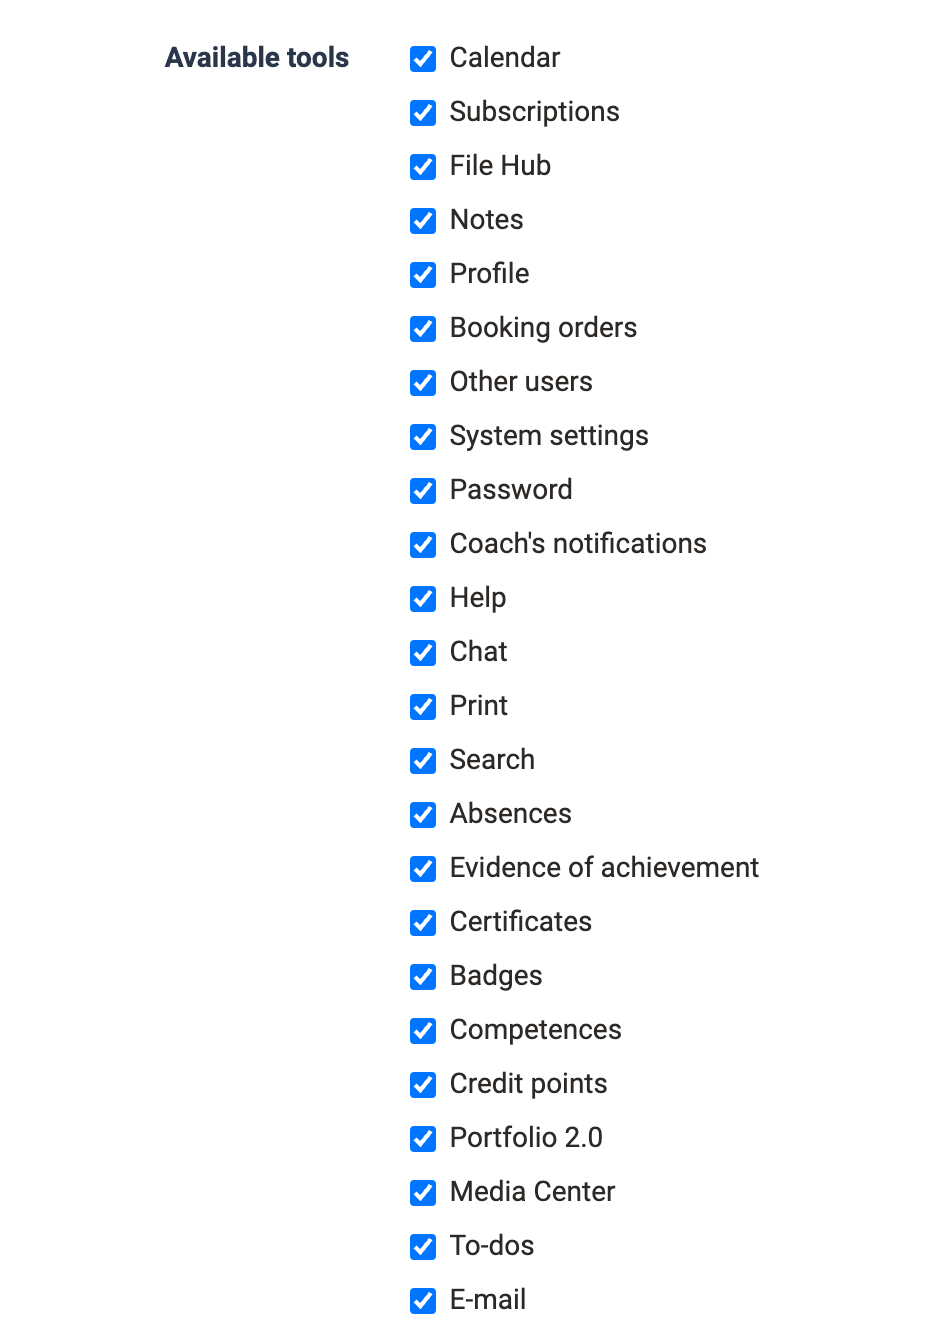 Available tools
Calendar
Subscriptions
File Hub
Notes
Profile
Booking orders
Other users
System settings
Password
Coach's notifications
Help
Chat
Print
Search
Absences
Evidence of achievement
Certificates
Badges
Competences
Credit points
Portfolio 2.0
Media Center
To-dos
E-mail